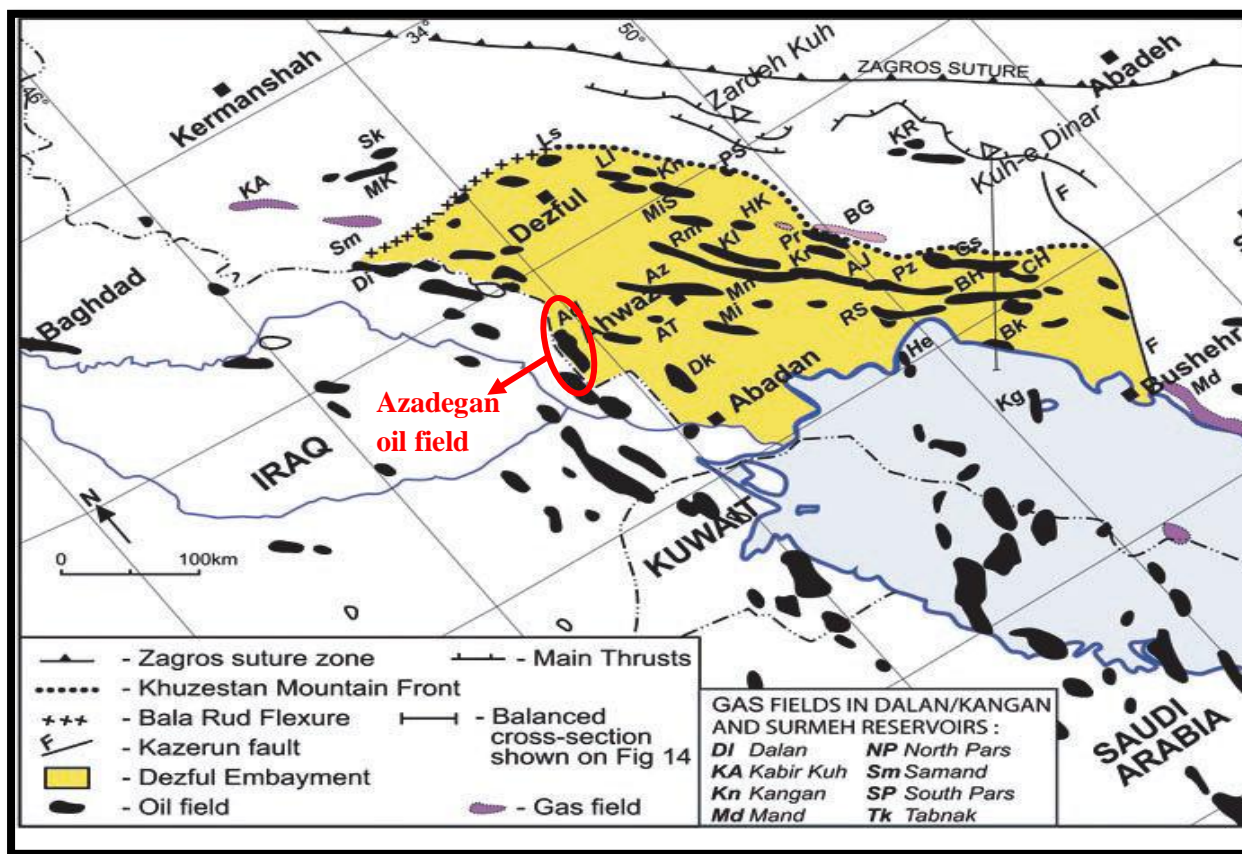 34°
50°
46°
Kermanshah
Zardeh Kuh
ZAGROS SUTURE
Abadeh
Sk
MK
KA
Sm
Ls
LI
Kn
PS
KR
Kuh-e Dinar
F
Dezful
MiS
HK
BG
Rm
Kl
Pr
Kr
AJ
Pz
Gs
CH
BH
Di
Az
Mn
Mi
RS
Bk
AT
Dk
He
Baghdad
Abadan
F
Bushehr
Md
Kg
Azadegan
oil field
IRAQ
N
KUWAIT
0 100km
SAUDI
ARABIA
- Zagros suture zone
- Khuzestan Mountain Front
+++ - Bala Rud Flexure
F - Kazerun fault
- Dezful Embayment
- Oil field
- Main Thrusts
- Balanced
cross-section
shown on Fig 14
- Gas field
GAS FIELDS IN DALAN/KANGAN
AND SURMEH RESERVOIRS :
DI Dalan NP North Pars
KA Kabir Kuh Sm Samand
Kn Kangan SP South Pars
Md Mand Tk Tabnak